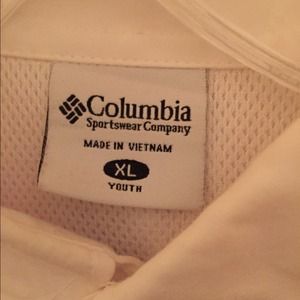 Columbia
Sportswear Company
MADE IN VIETNAM
XL
YOUTH